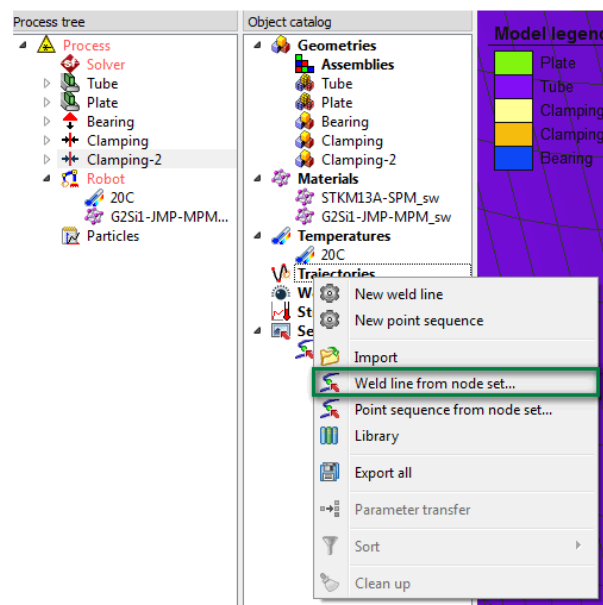 Process tree
Process
Solver
Tube
Plate
Bearing
Clamping
Clamping-2
Robot
20C
G2Si1-JMP-MPM...
Particles
Object catalog
Geometries
Assemblies
Tube
Plate
Bearing
Clamping
Clamping-2
Materials
STKM13A-SPM_sw
G2Si1-JMP-MPM_sw
Temperatures
20C
Trajectories
W
St
Se
New weld line
New point sequence
Import
Weld line from node set...
Point sequence from node set...
Library
Export all
Parameter transfer
Sort
Clean up
Model legend
Plate
Tube
Clamping
Clamping
Bearing